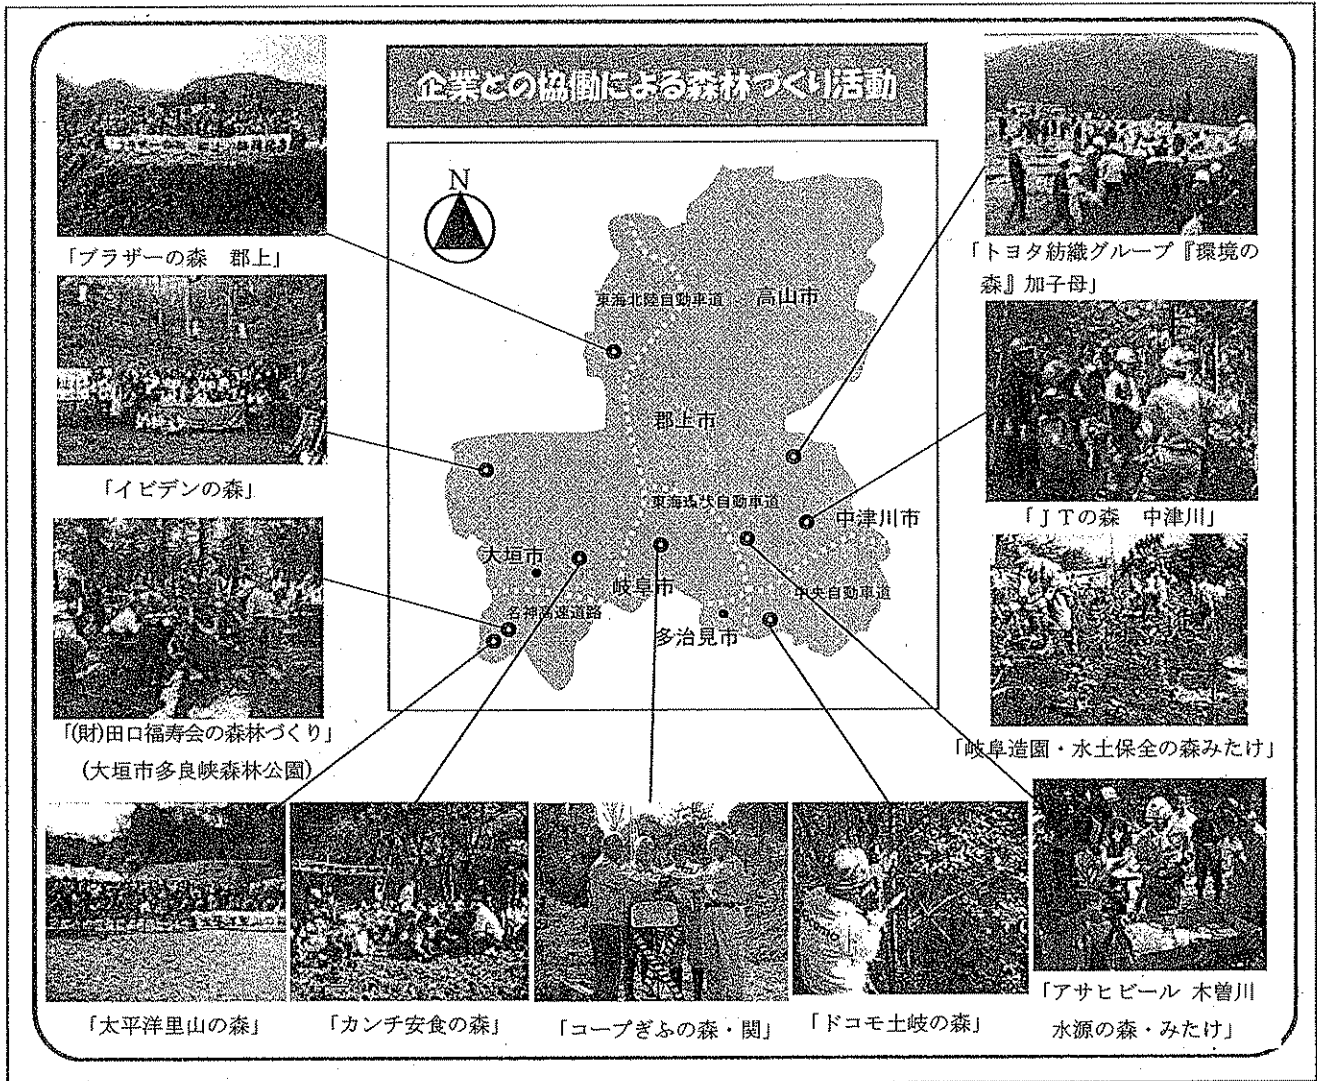 企業との協働による森林づくり活動
N
東海北陸自動車道
高山市
郡上市
東海環状自動車道
中津川市
大垣市
岐阜市
中央自動車道
名神高速道路
多治見市
「ブラザーの森 郡上」
「トヨタ紡織グループ『環境の
森』加子母」
「イビデンの森」
「JTの森 中津川」
「(財)田口福寿会の森林づくり」
(大垣市多良峡森林公園)
「岐阜造園・水土保全の森みたけ」
「太平洋里山の森」
「カンチ安食の森」
「コープぎふの森・関」
「ドコモ土岐の森」
「アサヒビール 木曽川
水源の森・みたけ」